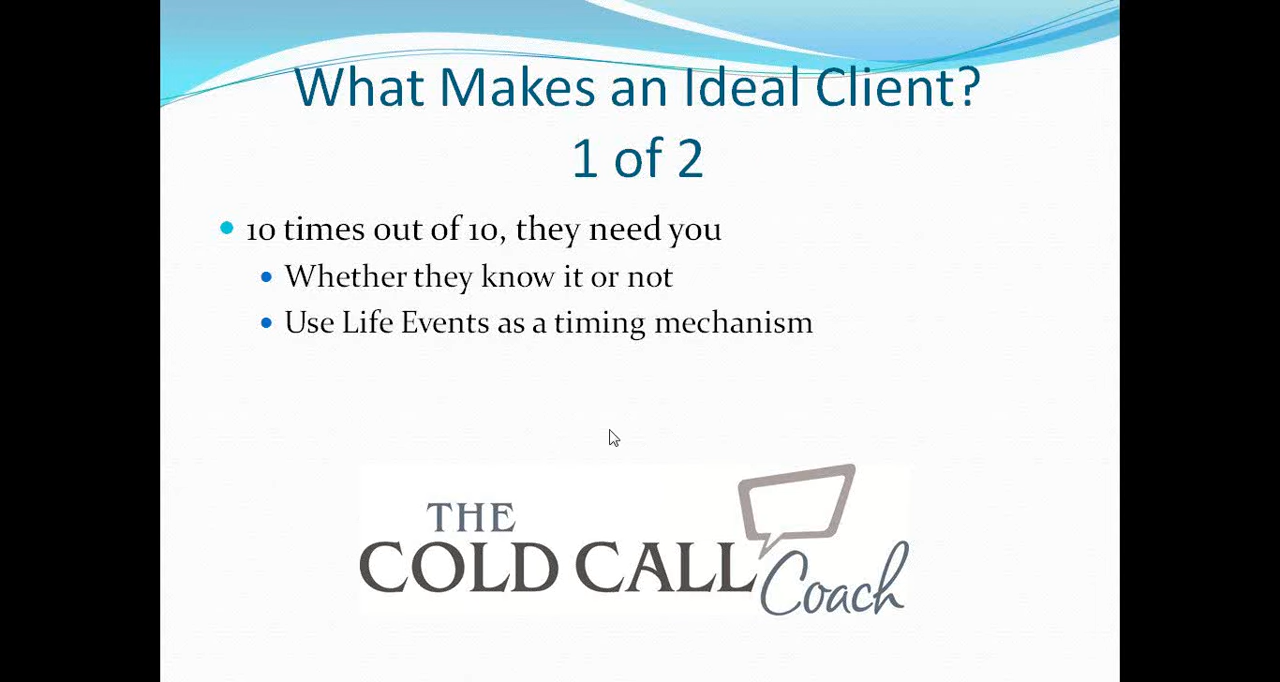 What Makes an Ideal Client?
1 of 2
10 times out of 10, they need you
Whether they know it or not
Use Life Events as a timing mechanism
THE
COLD CALL
Coach